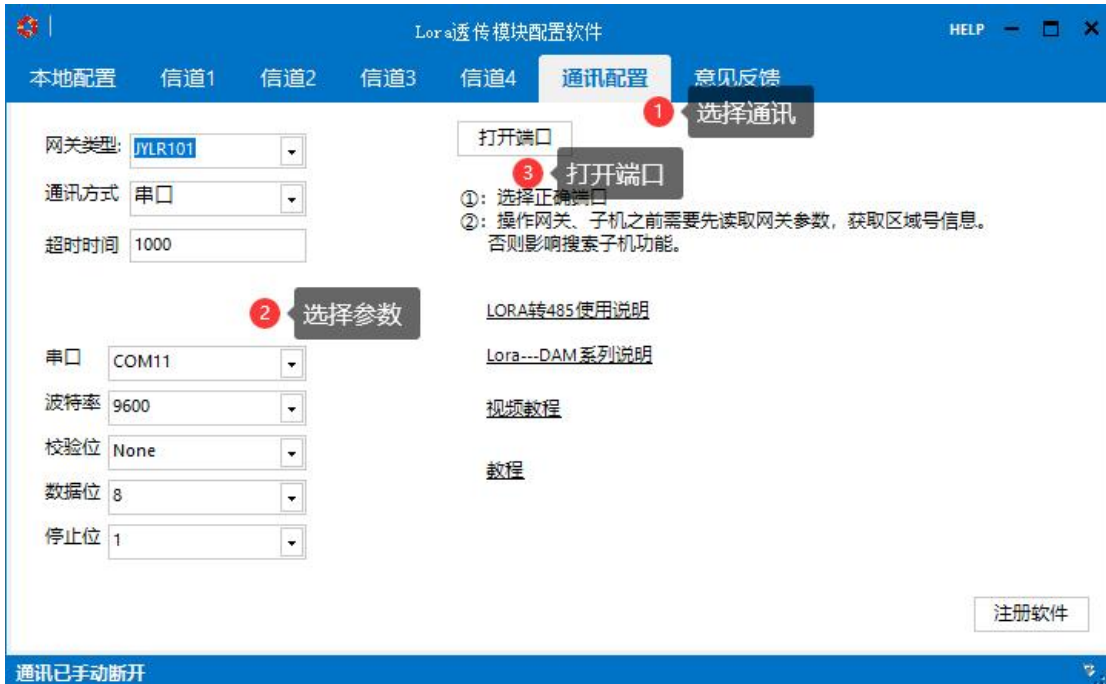 Lora透传模块配置软件
HELP
本地配置 信道1 信道2 信道3 信道4 通讯配置 意见反馈
1 选择通讯
网关类型: JYLR101
打开端口
3 打开端口
通讯方式 串口
①: 选择正确端口
②: 操作网关、子机之前需要先读取网关参数, 获取区域号信息。
否则影响搜索子机功能。
超时时间 1000
2 选择参数
LORA转485使用说明
串口 COM11
Lora---DAM系列说明
波特率 9600
视频教程
校验位 None
教程
数据位 8
停止位 1
注册软件
通讯已手动断开